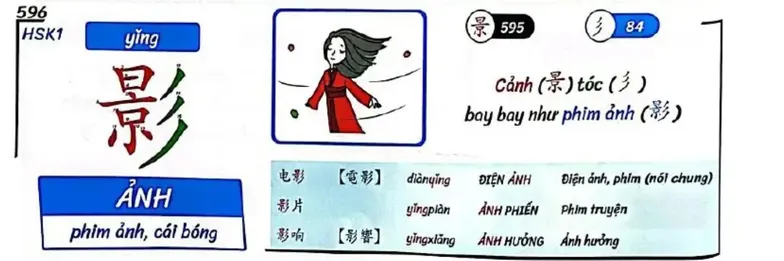 596
HSK1
yǐng
影
ẢNH
phim ảnh, cái bóng
景 595
彡 84
Cảnh (景) tóc (彡)
bay bay như phim ảnh (影)
电影 【電影】 diànyǐng ĐIỆN ẢNH Điện ảnh, phim (nói chung)
影片 yǐngpiàn ẢNH PHIẾN Phim truyện
影响 【影響】 yǐngxiǎng ẢNH HƯỞNG Ảnh hưởng